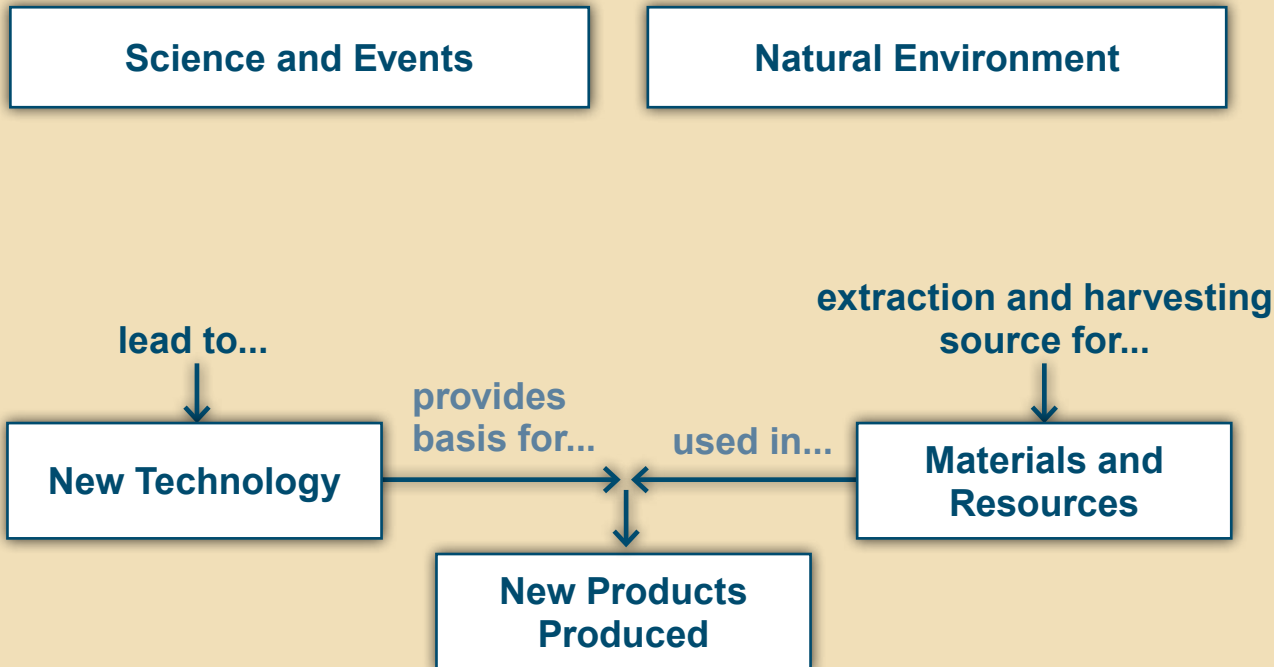 Science and Events
Natural Environment
lead to...
extraction and harvesting
source for...
provides
basis for...
used in...
New Technology
Materials and
Resources
New Products
Produced